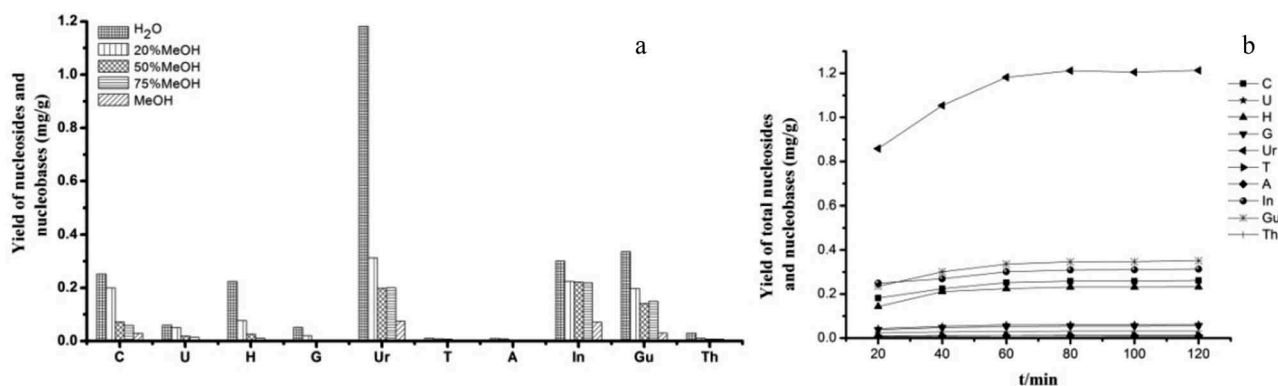 Yield of nucleosides and
nucleobases (mg/g)
1.2
1.0
0.8
0.6
0.4
0.2
0.0
H₂O
20%MeOH
50%MeOH
75%MeOH
MeOH
a
C U H G Ur T A In Gu Th
Yield of total nucleosides
and nucleobases (mg/g)
1.2
1.0
0.8
0.6
0.4
0.2
0.0
b
C
U
H
G
Ur
T
A
In
Gu
Th
20 40 60 80 100 120
t/min